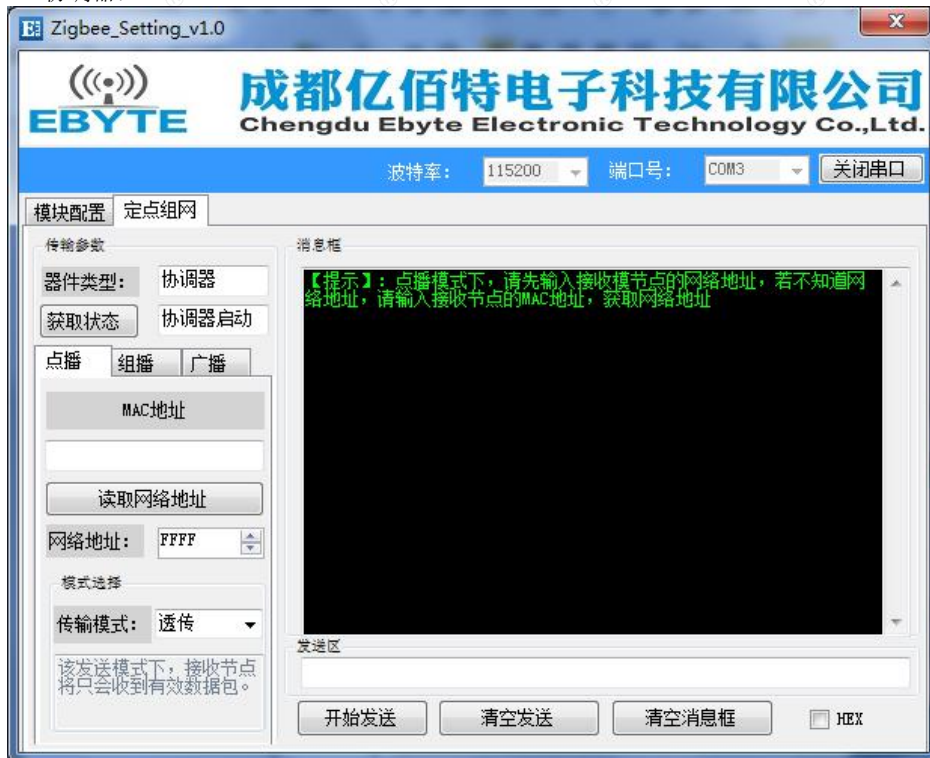 Zigbee_Setting_v1.0
EBYTE
成都亿佰特电子科技有限公司
Chengdu Ebyte Electronic Technology Co.,Ltd.
波特率： 115200 端口号： COM3 关闭串口
模块配置 定点组网
传输参数
器件类型： 协调器
获取状态 协调器启动
点播 组播 广播
MAC地址
读取网络地址
网络地址： FFFF
模式选择
传输模式： 透传
该发送模式下，接收节点
将只会收到有效数据包。
消息框
【提示】：点播模式下，请先输入接收模节点的网络地址，若不知道网
络地址，请输入接收节点的MAC地址，获取网络地址
发送区
开始发送 清空发送 清空消息框 HEX